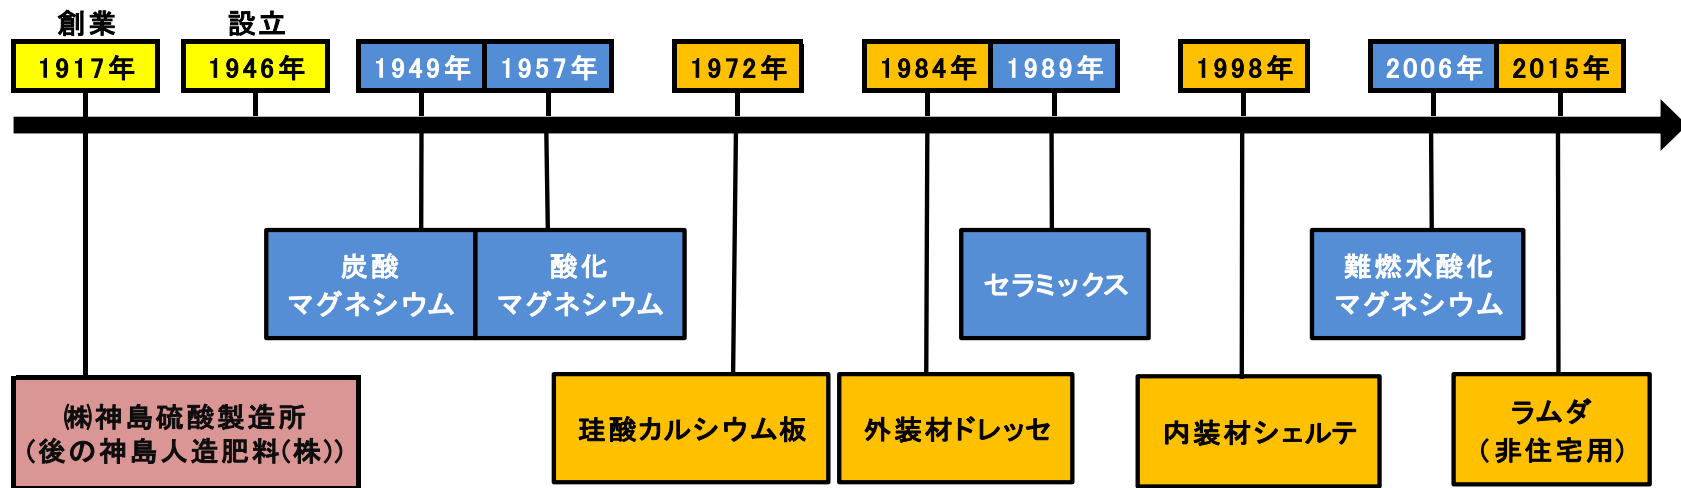 創業
設立
1917年
1946年
1949年
1957年
1972年
1984年
1989年
1998年
2006年
2015年
炭酸
マグネシウム
酸化
マグネシウム
セラミックス
難燃水酸化
マグネシウム
㈱神島硫酸製造所
(後の神島人造肥料(株))
珪酸カルシウム板
外装材ドレッセ
内装材シェルテ
ラムダ
(非住宅用)